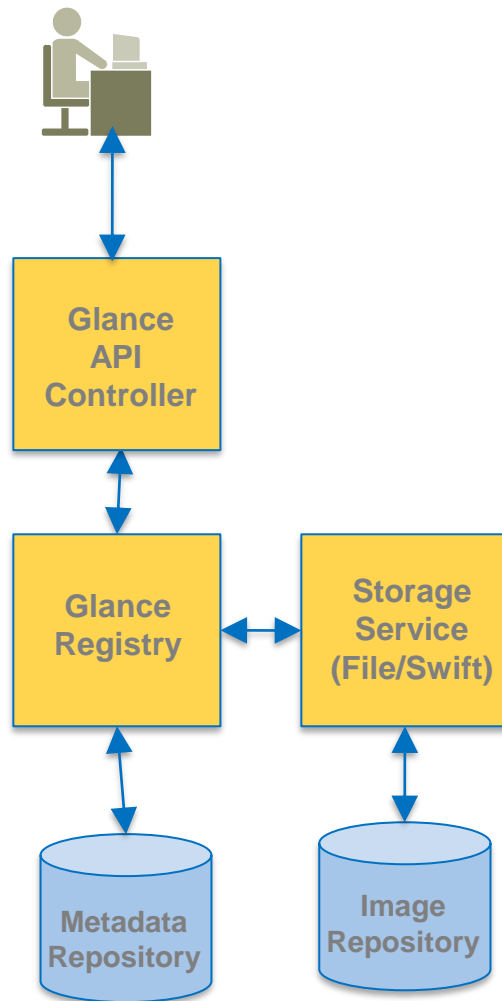 Glance
API
Controller
Glance
Registry
Storage
Service
(File/Swift)
Metadata
Repository
Image
Repository